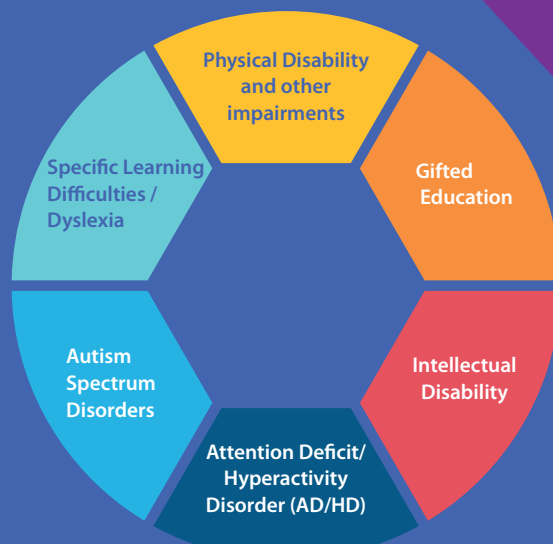 Physical Disability
and other
impairments
Gifted
Education
Specific Learning
Difficulties /
Dyslexia
Autism
Spectrum
Disorders
Intellectual
Disability
Attention Deficit/
Hyperactivity
Disorder (AD/HD)